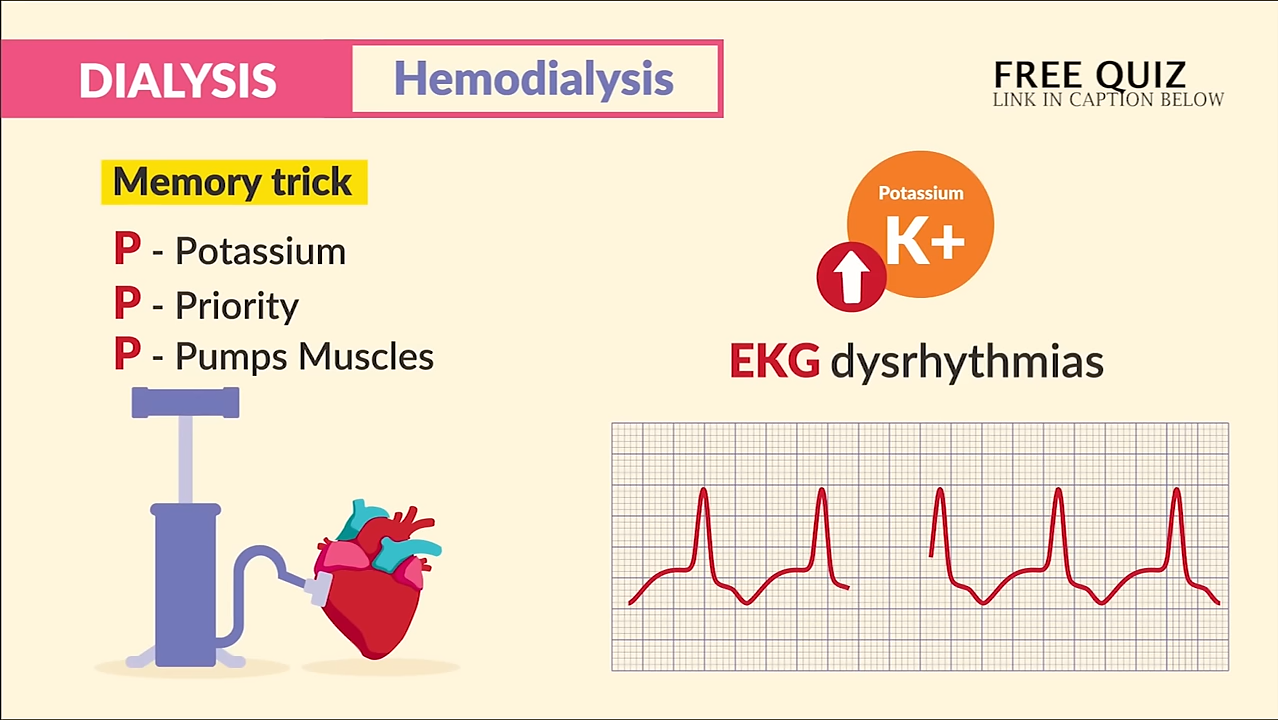 DIALYSIS Hemodialysis
FREE QUIZ
LINK IN CAPTION BELOW
Memory trick
P - Potassium
P - Priority
P - Pumps Muscles
Potassium
K+
EKG dysrhythmias